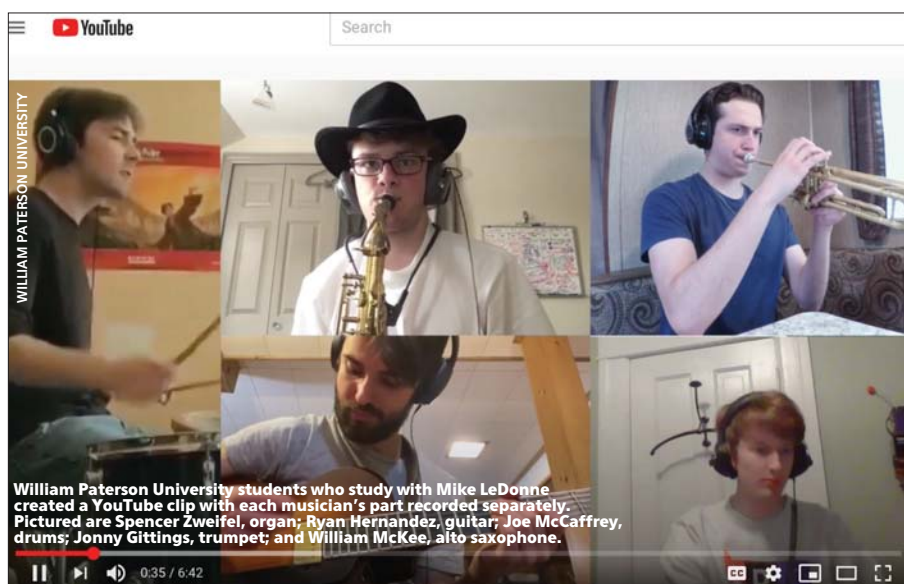 YouTube
Search
WILLIAM PATERSON UNIVERSITY
William Paterson University students who study with Mike LeDonne
created a YouTube clip with each musician's part recorded separately.
Pictured are Spencer Zweifel, organ; Ryan Hernandez, guitar; Joe McCaffrey,
drums; Jonny Gittings, trumpet; and William McKee, alto saxophone.
0:35 / 6:42
CC